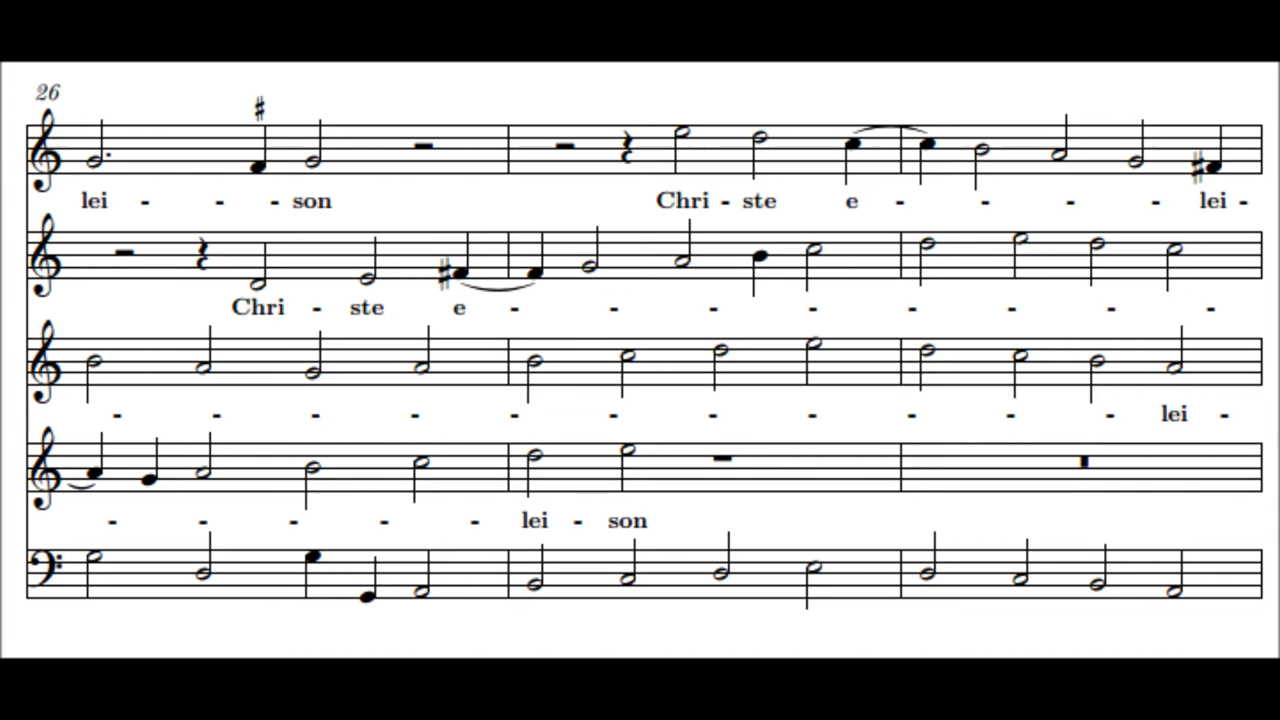 26
lei - - - son Chri - ste e - - - - lei -
Chri - ste e - - - - - - - -
- - - - - - - - - - - lei -
- - - - - lei - son